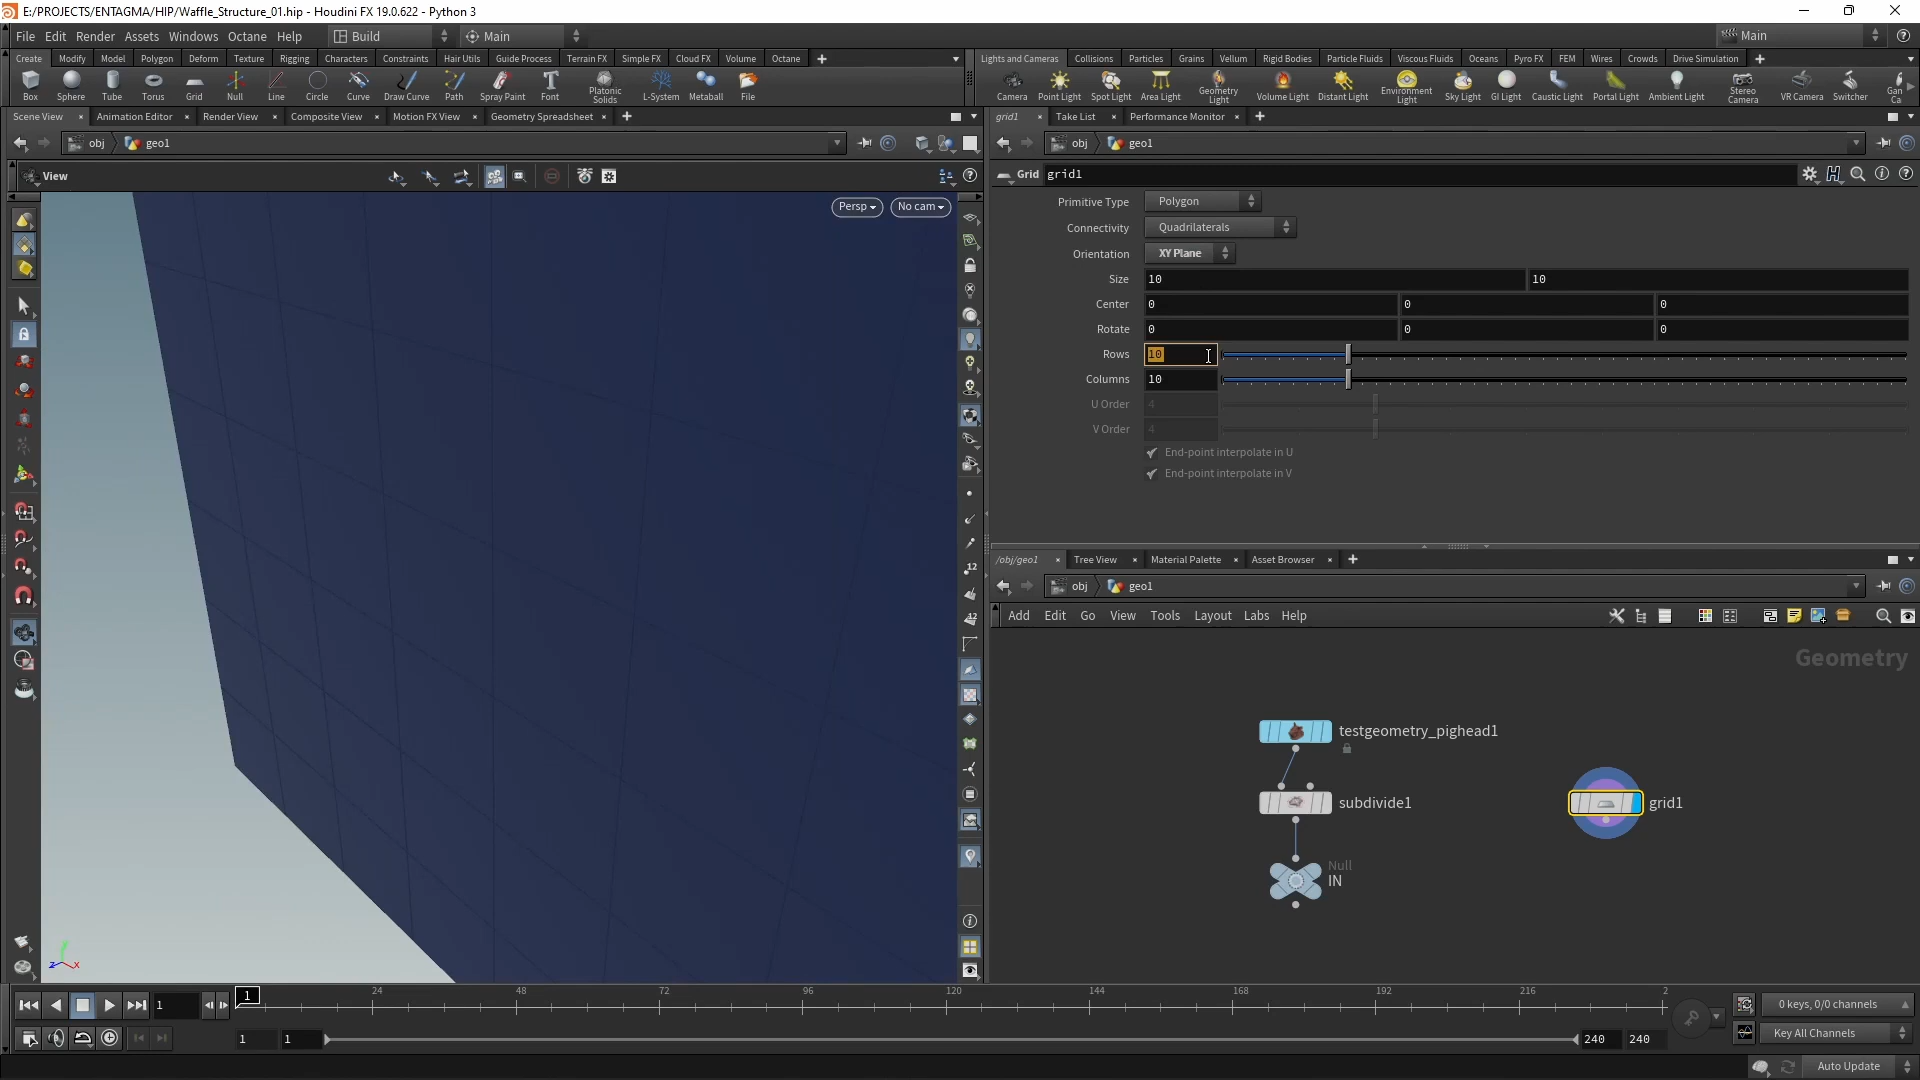 E:/PROJECTS/ENTAGMA/HIP/Waffle_Structure_01.hip - Houdini FX 19.0.622 - Python 3
File Edit Render Assets Windows Octane Help Build Main Main
Create Modify Model Polygon Deform Texture Rigging Characters Constraints Hair Utils Guide Process Terrain FX Simple FX Cloud FX Volume Octane
Lights and Cameras Collisions Particles Grains Vellum Rigid Bodies Particle Fluids Viscous Fluids Oceans Pyro FX FEM Wires Crowds Drive Simulation
Box Sphere Tube Torus Grid Null Line Circle Curve Draw Curve Path Spray Paint Font Platonic Solids L-System Metaball File
Camera Point Light Spot Light Area Light Geometry Light Volume Light Distant Light Environment Light Sky Light GI Light Caustic Light Portal Light Ambient Light Stereo Camera VR Camera Switcher Gan Ca
Scene View Animation Editor Render View Composite View Motion FX View Geometry Spreadsheet
grid1 Take List Performance Monitor
obj geo1
obj geo1
View
Grid grid1
Persp No cam
Primitive Type Polygon
Connectivity Quadrilaterals
Orientation XY Plane
Size 10 10
Center 0 0 0
Rotate 0 0 0
Rows 10
Columns 10
U Order 4
V Order 4
End-point interpolate in U
End-point interpolate in V
/obj/geo1 Tree View Material Palette Asset Browser
obj geo1
Add Edit Go View Tools Layout Labs Help
Geometry
testgeometry_pighead1
subdivide1
grid1
Null
IN
12
12
z x
1 1 24 48 72 96 120 144 168 192 216 2
0 keys, 0/0 channels
1 1 240 240
Key All Channels
Auto Update